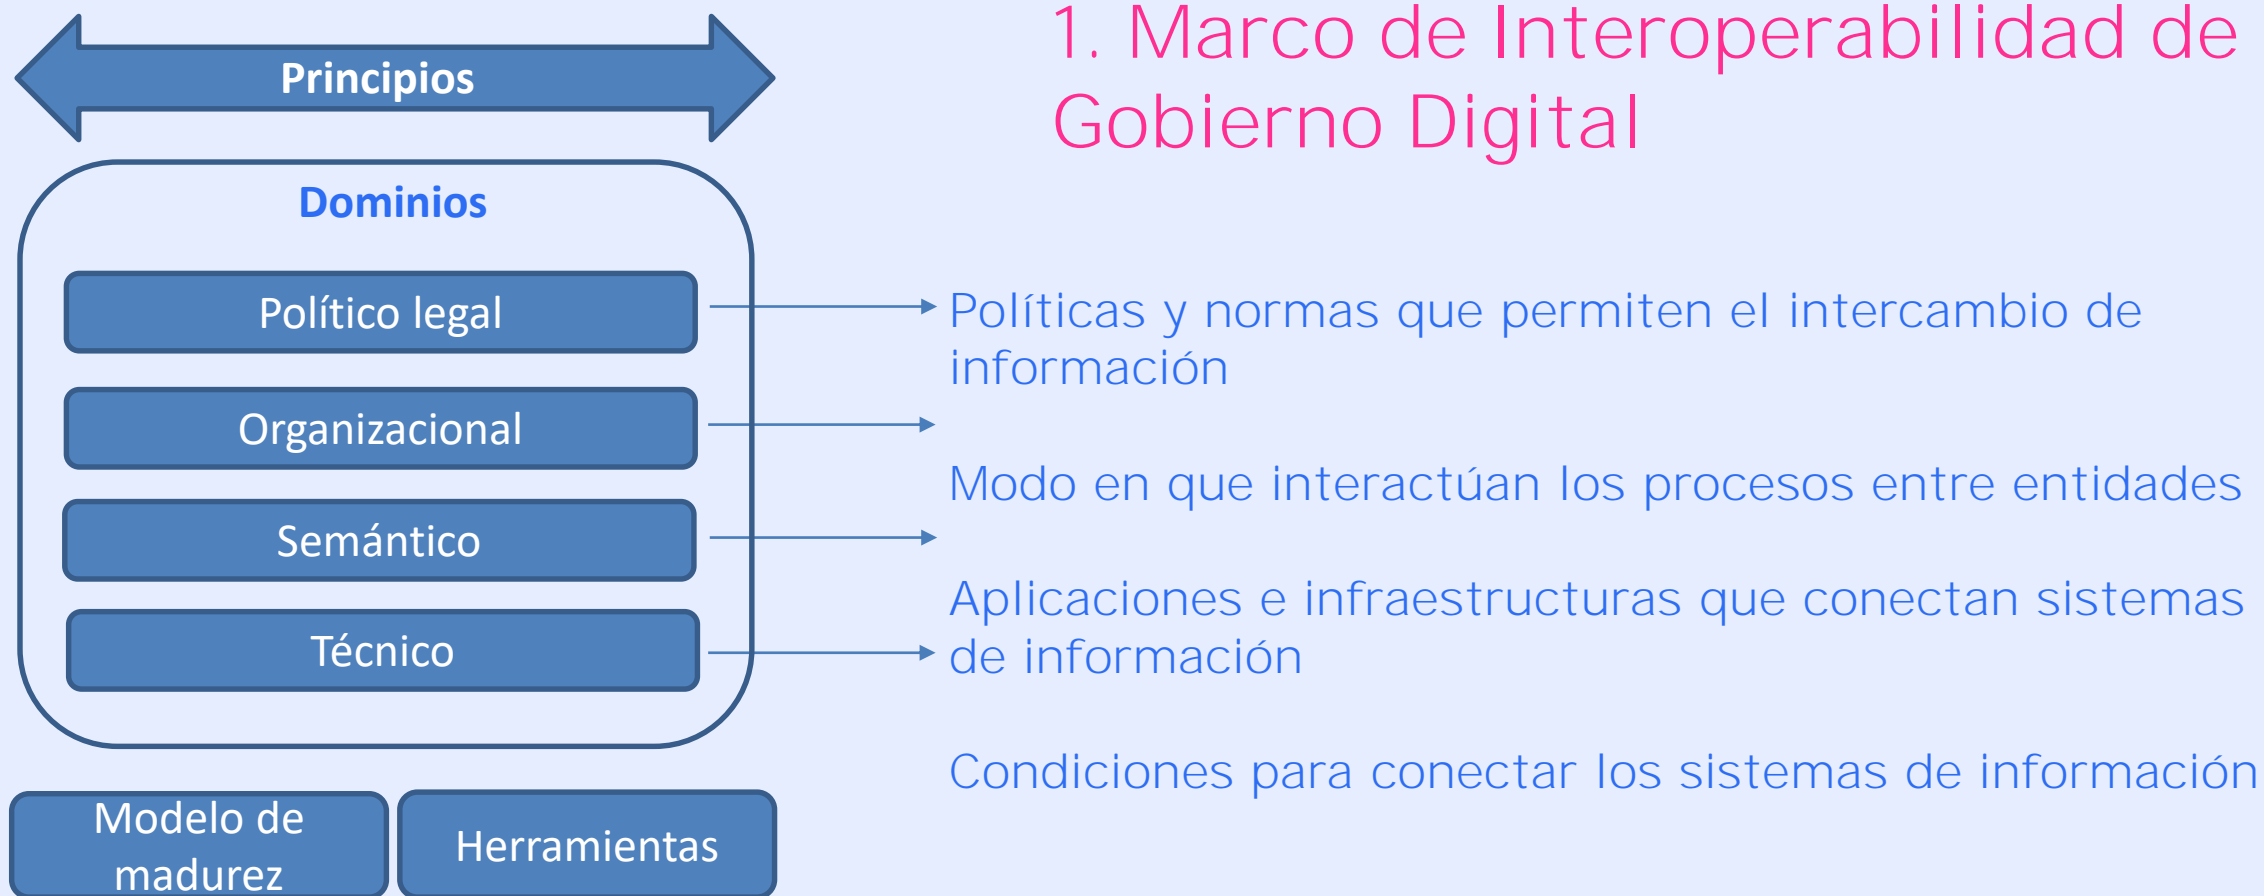 1. Marco de Interoperabilidad de
Gobierno Digital
Principios
Dominios
Político legal
Organizacional
Semántico
Técnico
Modelo de
madurez
Herramientas
Políticas y normas que permiten el intercambio de
información
Modo en que interactúan los procesos entre entidades
Aplicaciones e infraestructuras que conectan sistemas
de información
Condiciones para conectar los sistemas de información